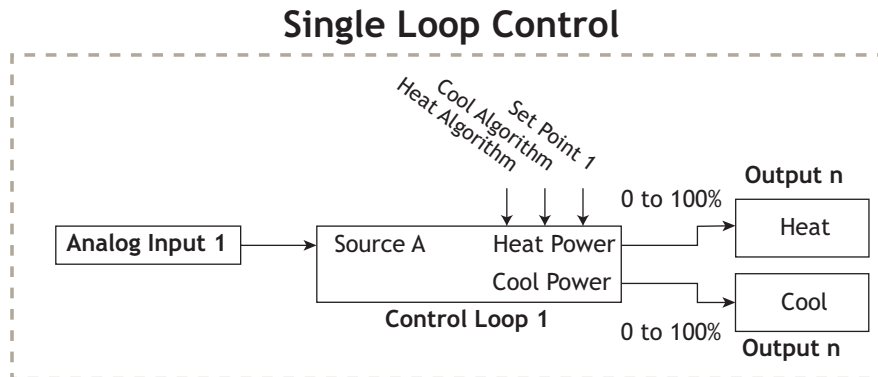 Single Loop Control
Heat Algorithm
Cool Algorithm
Set Point 1
Output n
0 to 100%
Heat
Analog Input 1
Source A
Heat Power
Cool Power
Cool
Control Loop 1
0 to 100%
Output n